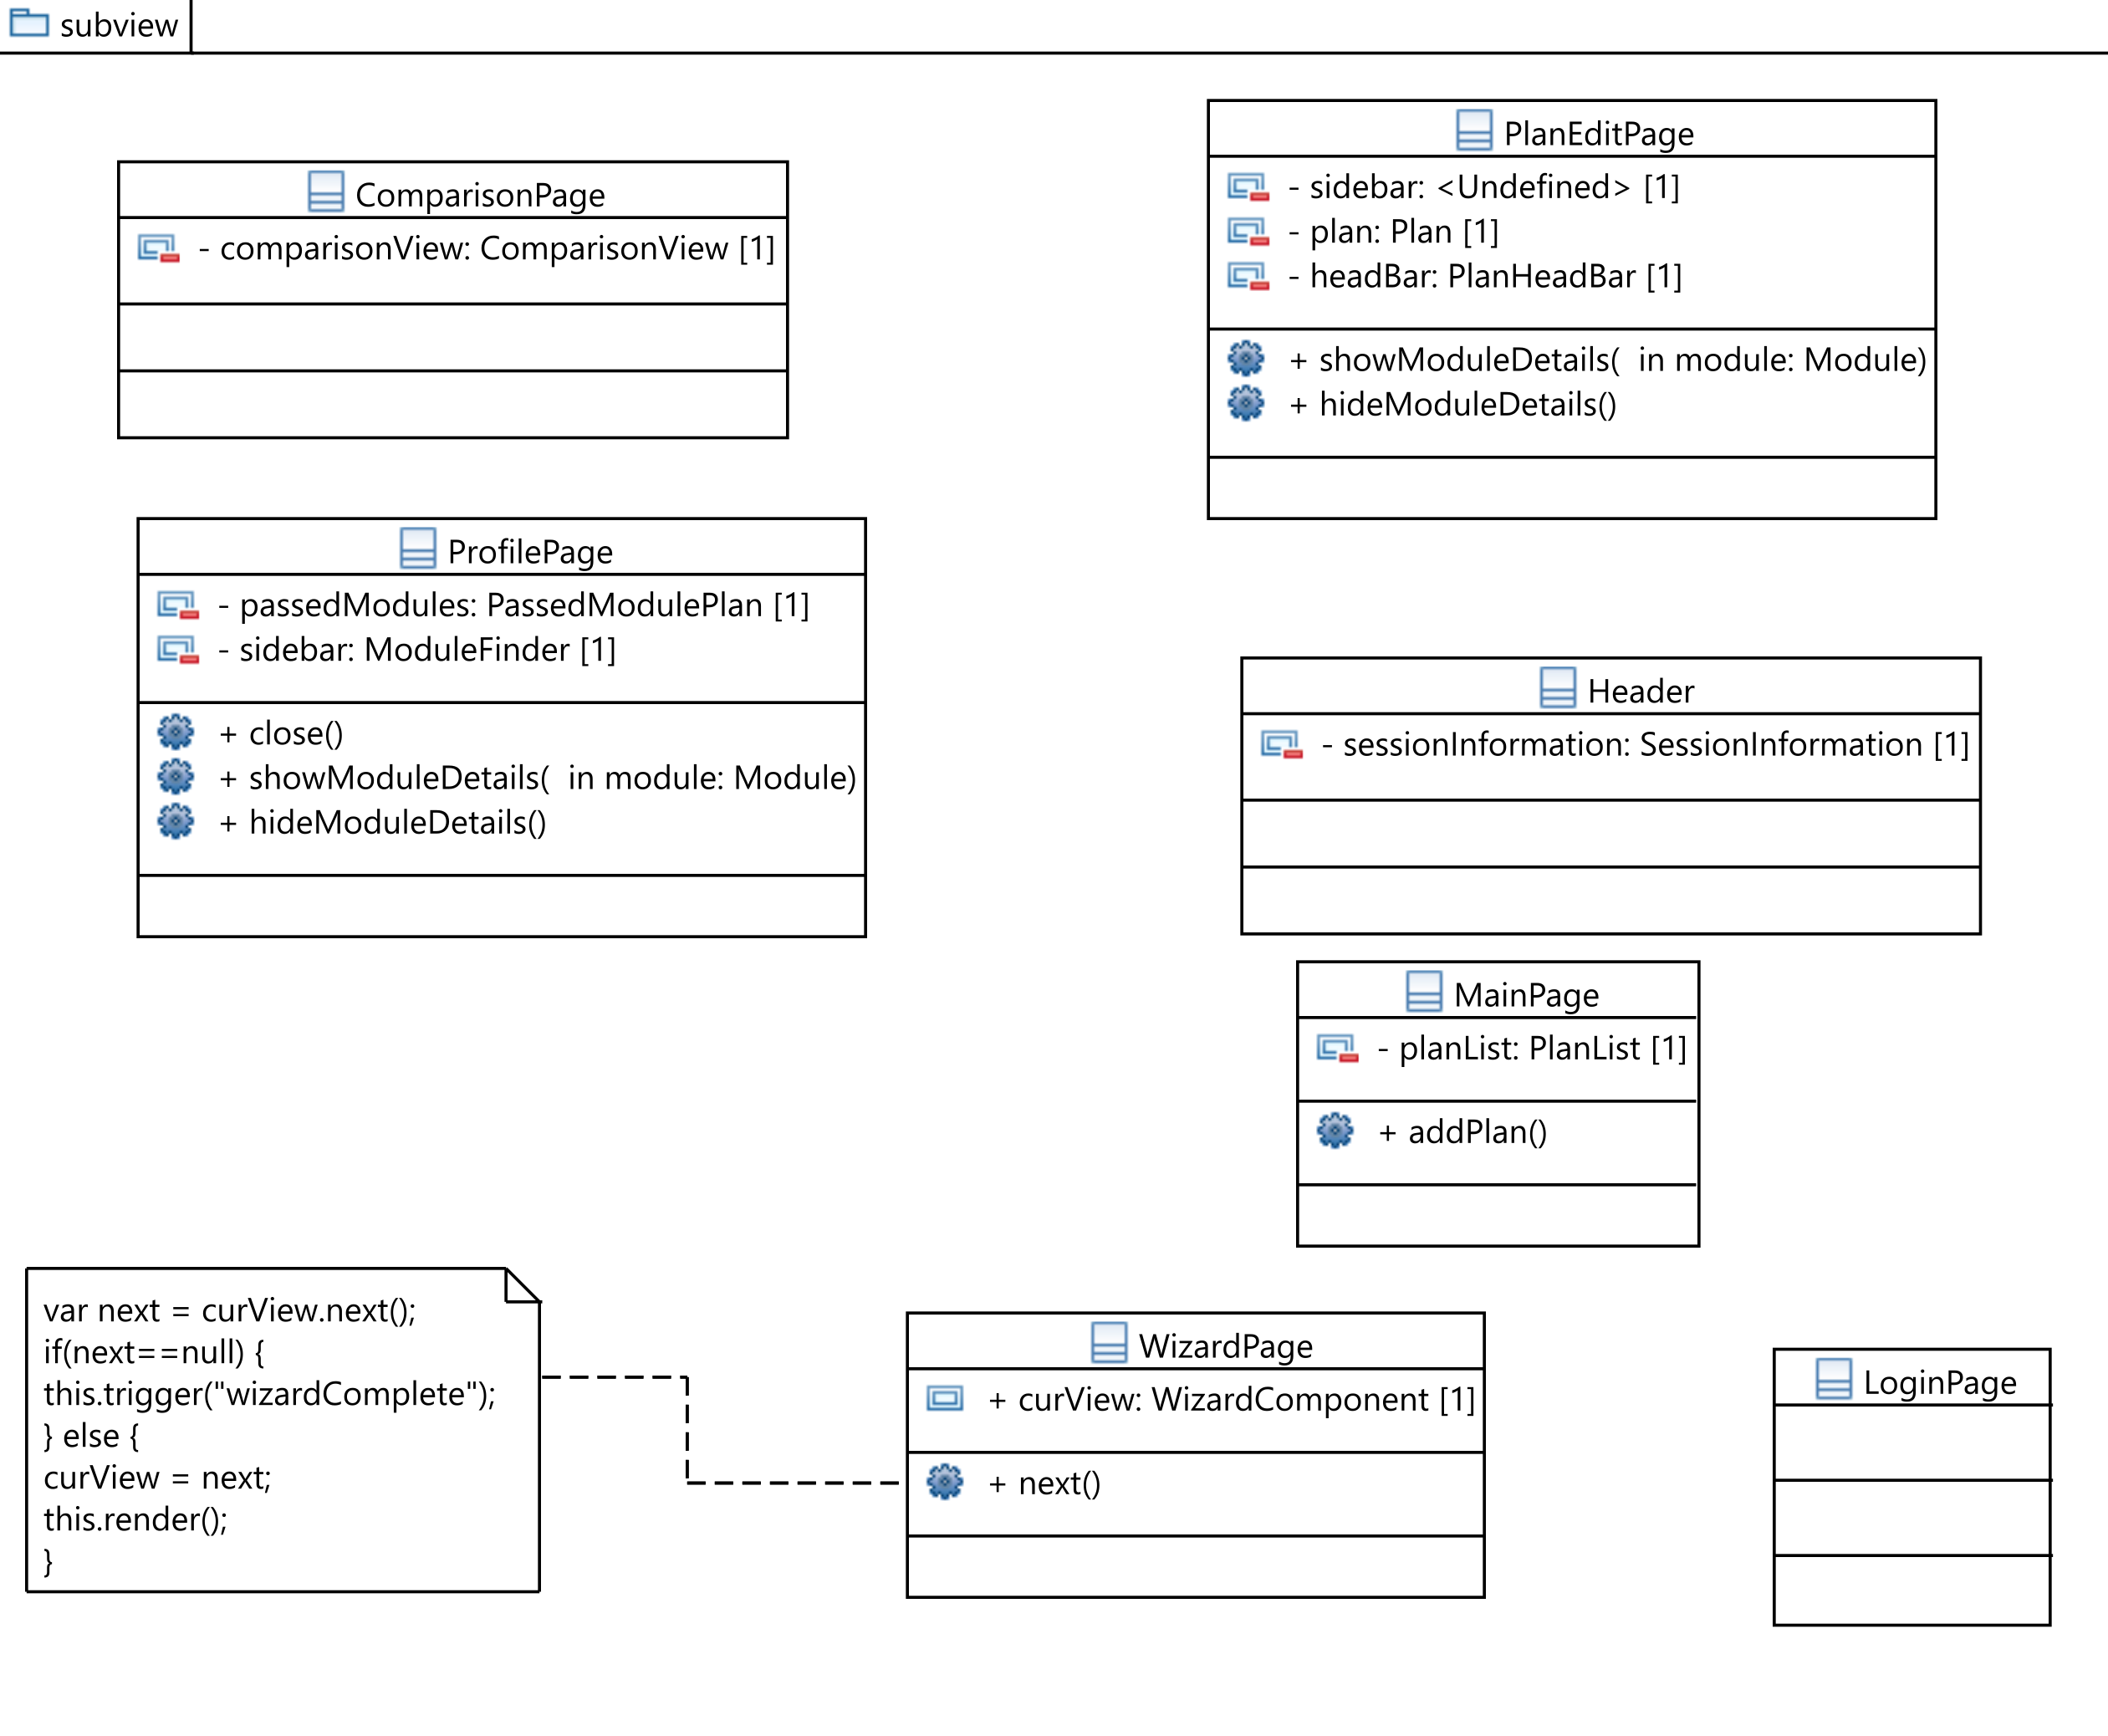 subview
ComparisonPage
- comparisonView: ComparisonView [1]
PlanEditPage
- sidebar: <Undefined> [1]
- plan: Plan [1]
- headBar: PlanHeadBar [1]
+ showModuleDetails(  in module: Module)
+ hideModuleDetails()
ProfilePage
- passedModules: PassedModulePlan [1]
- sidebar: ModuleFinder [1]
+ close()
+ showModuleDetails(  in module: Module)
+ hideModuleDetails()
Header
- sessionInformation: SessionInformation [1]
MainPage
- planList: PlanList [1]
+ addPlan()
var next = curView.next();
if(next==null) {
this.trigger("wizardComplete");
} else {
curView = next;
this.render();
}
WizardPage
+ curView: WizardComponent [1]
+ next()
LoginPage